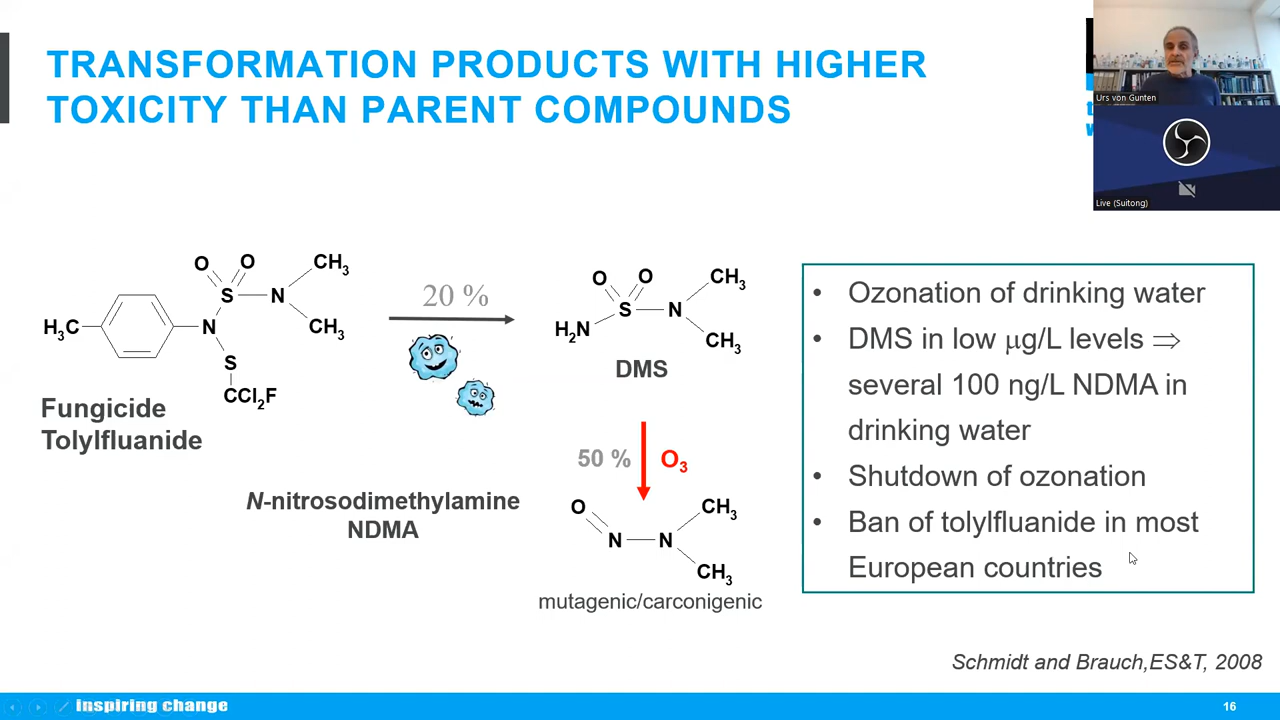 TRANSFORMATION PRODUCTS WITH HIGHER
TOXICITY THAN PARENT COMPOUNDS
Urs von Gunten
Live (Suitong)
O
O
CH3
S
N
H3C
N
CH3
S
CCl2F
Fungicide
Tolylfluanide
20 %
O
O
CH3
S
N
H2N
CH3
DMS
50 %
O3
N-nitrosodimethylamine
NDMA
O
CH3
N
N
CH3
mutagenic/carconigenic
• Ozonation of drinking water
• DMS in low µg/L levels ⇒
several 100 ng/L NDMA in
drinking water
• Shutdown of ozonation
• Ban of tolylfluanide in most
European countries
Schmidt and Brauch,ES&T, 2008
inspiring change
16